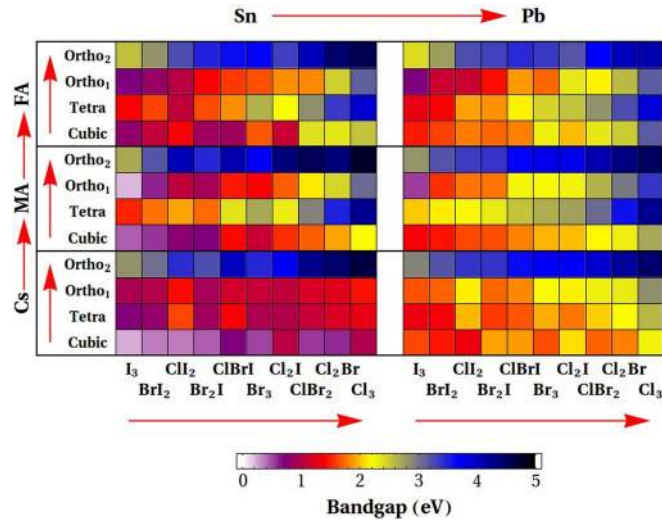 Sn Pb
FA
Ortho₂
Ortho₁
Tetra
Cubic
MA
Ortho₂
Ortho₁
Tetra
Cubic
Cs
Ortho₂
Ortho₁
Tetra
Cubic
I₃ ClI₂ ClBrI Cl₂I Cl₂Br I₃ ClI₂ ClBrI Cl₂I Cl₂Br
BrI₂ Br₂I Br₃ ClBr₂ Cl₃ BrI₂ Br₂I Br₃ ClBr₂ Cl₃
0 1 2 3 4 5
Bandgap (eV)